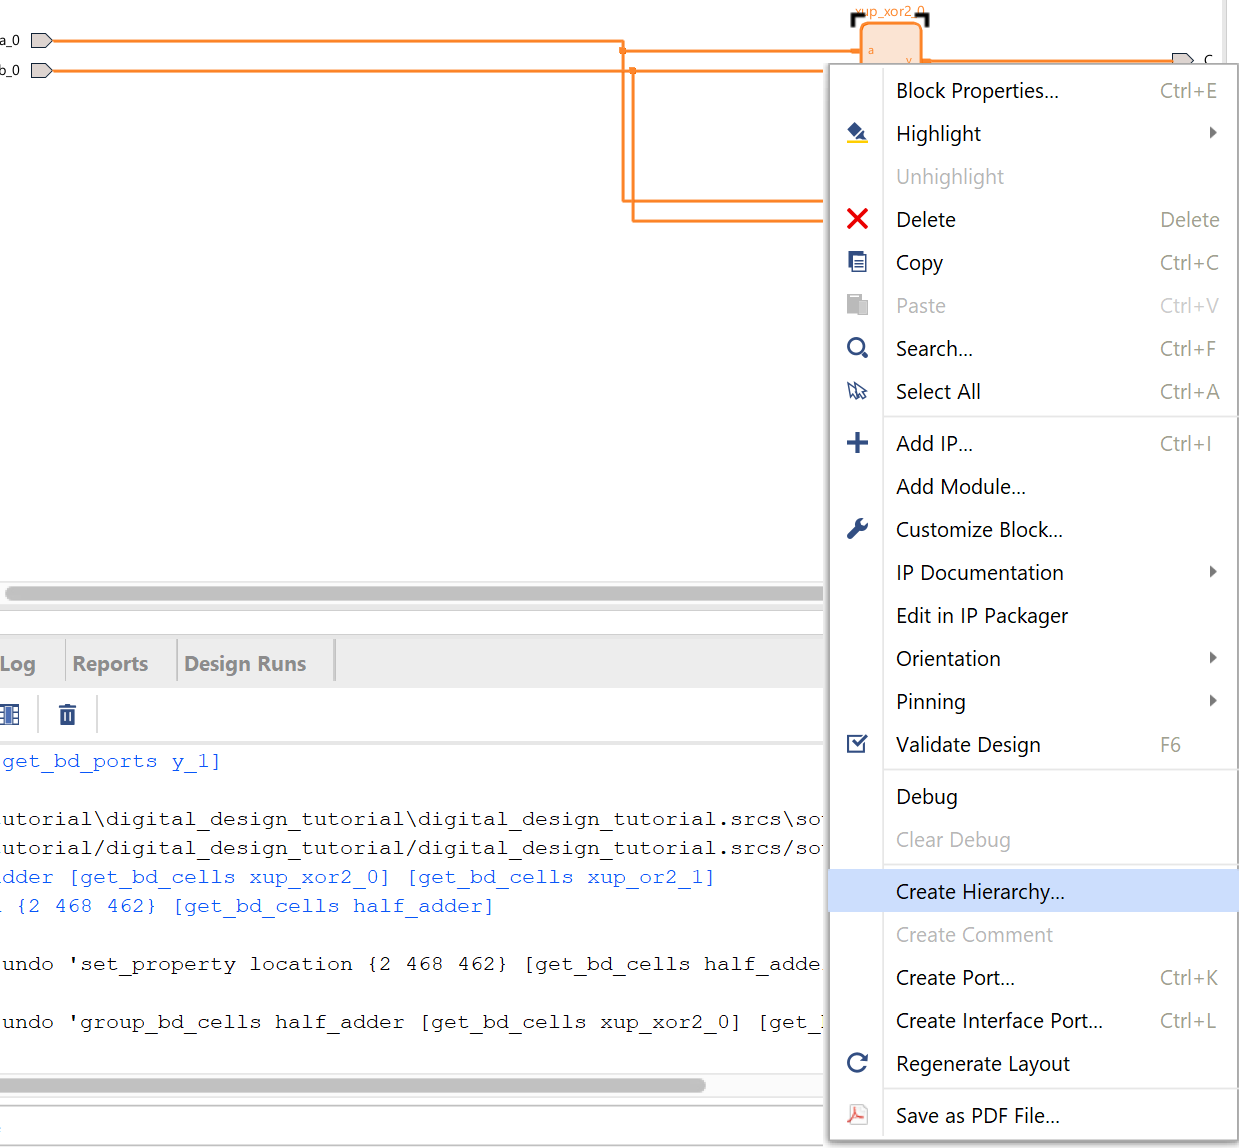 xup_xor2_0
a_0
a
b_0
y
C
Block Properties... Ctrl+E
Highlight
Unhighlight
Delete Delete
Copy Ctrl+C
Paste Ctrl+V
Search... Ctrl+F
Select All Ctrl+A
Add IP... Ctrl+I
Add Module...
Customize Block...
IP Documentation
Edit in IP Packager
Orientation
Pinning
Validate Design F6
Debug
Clear Debug
Create Hierarchy...
Create Comment
Create Port... Ctrl+K
Create Interface Port... Ctrl+L
Regenerate Layout
Save as PDF File...
Log Reports Design Runs
get_bd_ports y_1]
utorial\digital_design_tutorial\digital_design_tutorial.srcs\so
utorial/digital_design_tutorial/digital_design_tutorial.srcs/so
dder [get_bd_cells xup_xor2_0] [get_bd_cells xup_or2_1]
{2 468 462} [get_bd_cells half_adder]
undo 'set_property location {2 468 462} [get_bd_cells half_adde
undo 'group_bd_cells half_adder [get_bd_cells xup_xor2_0] [get_